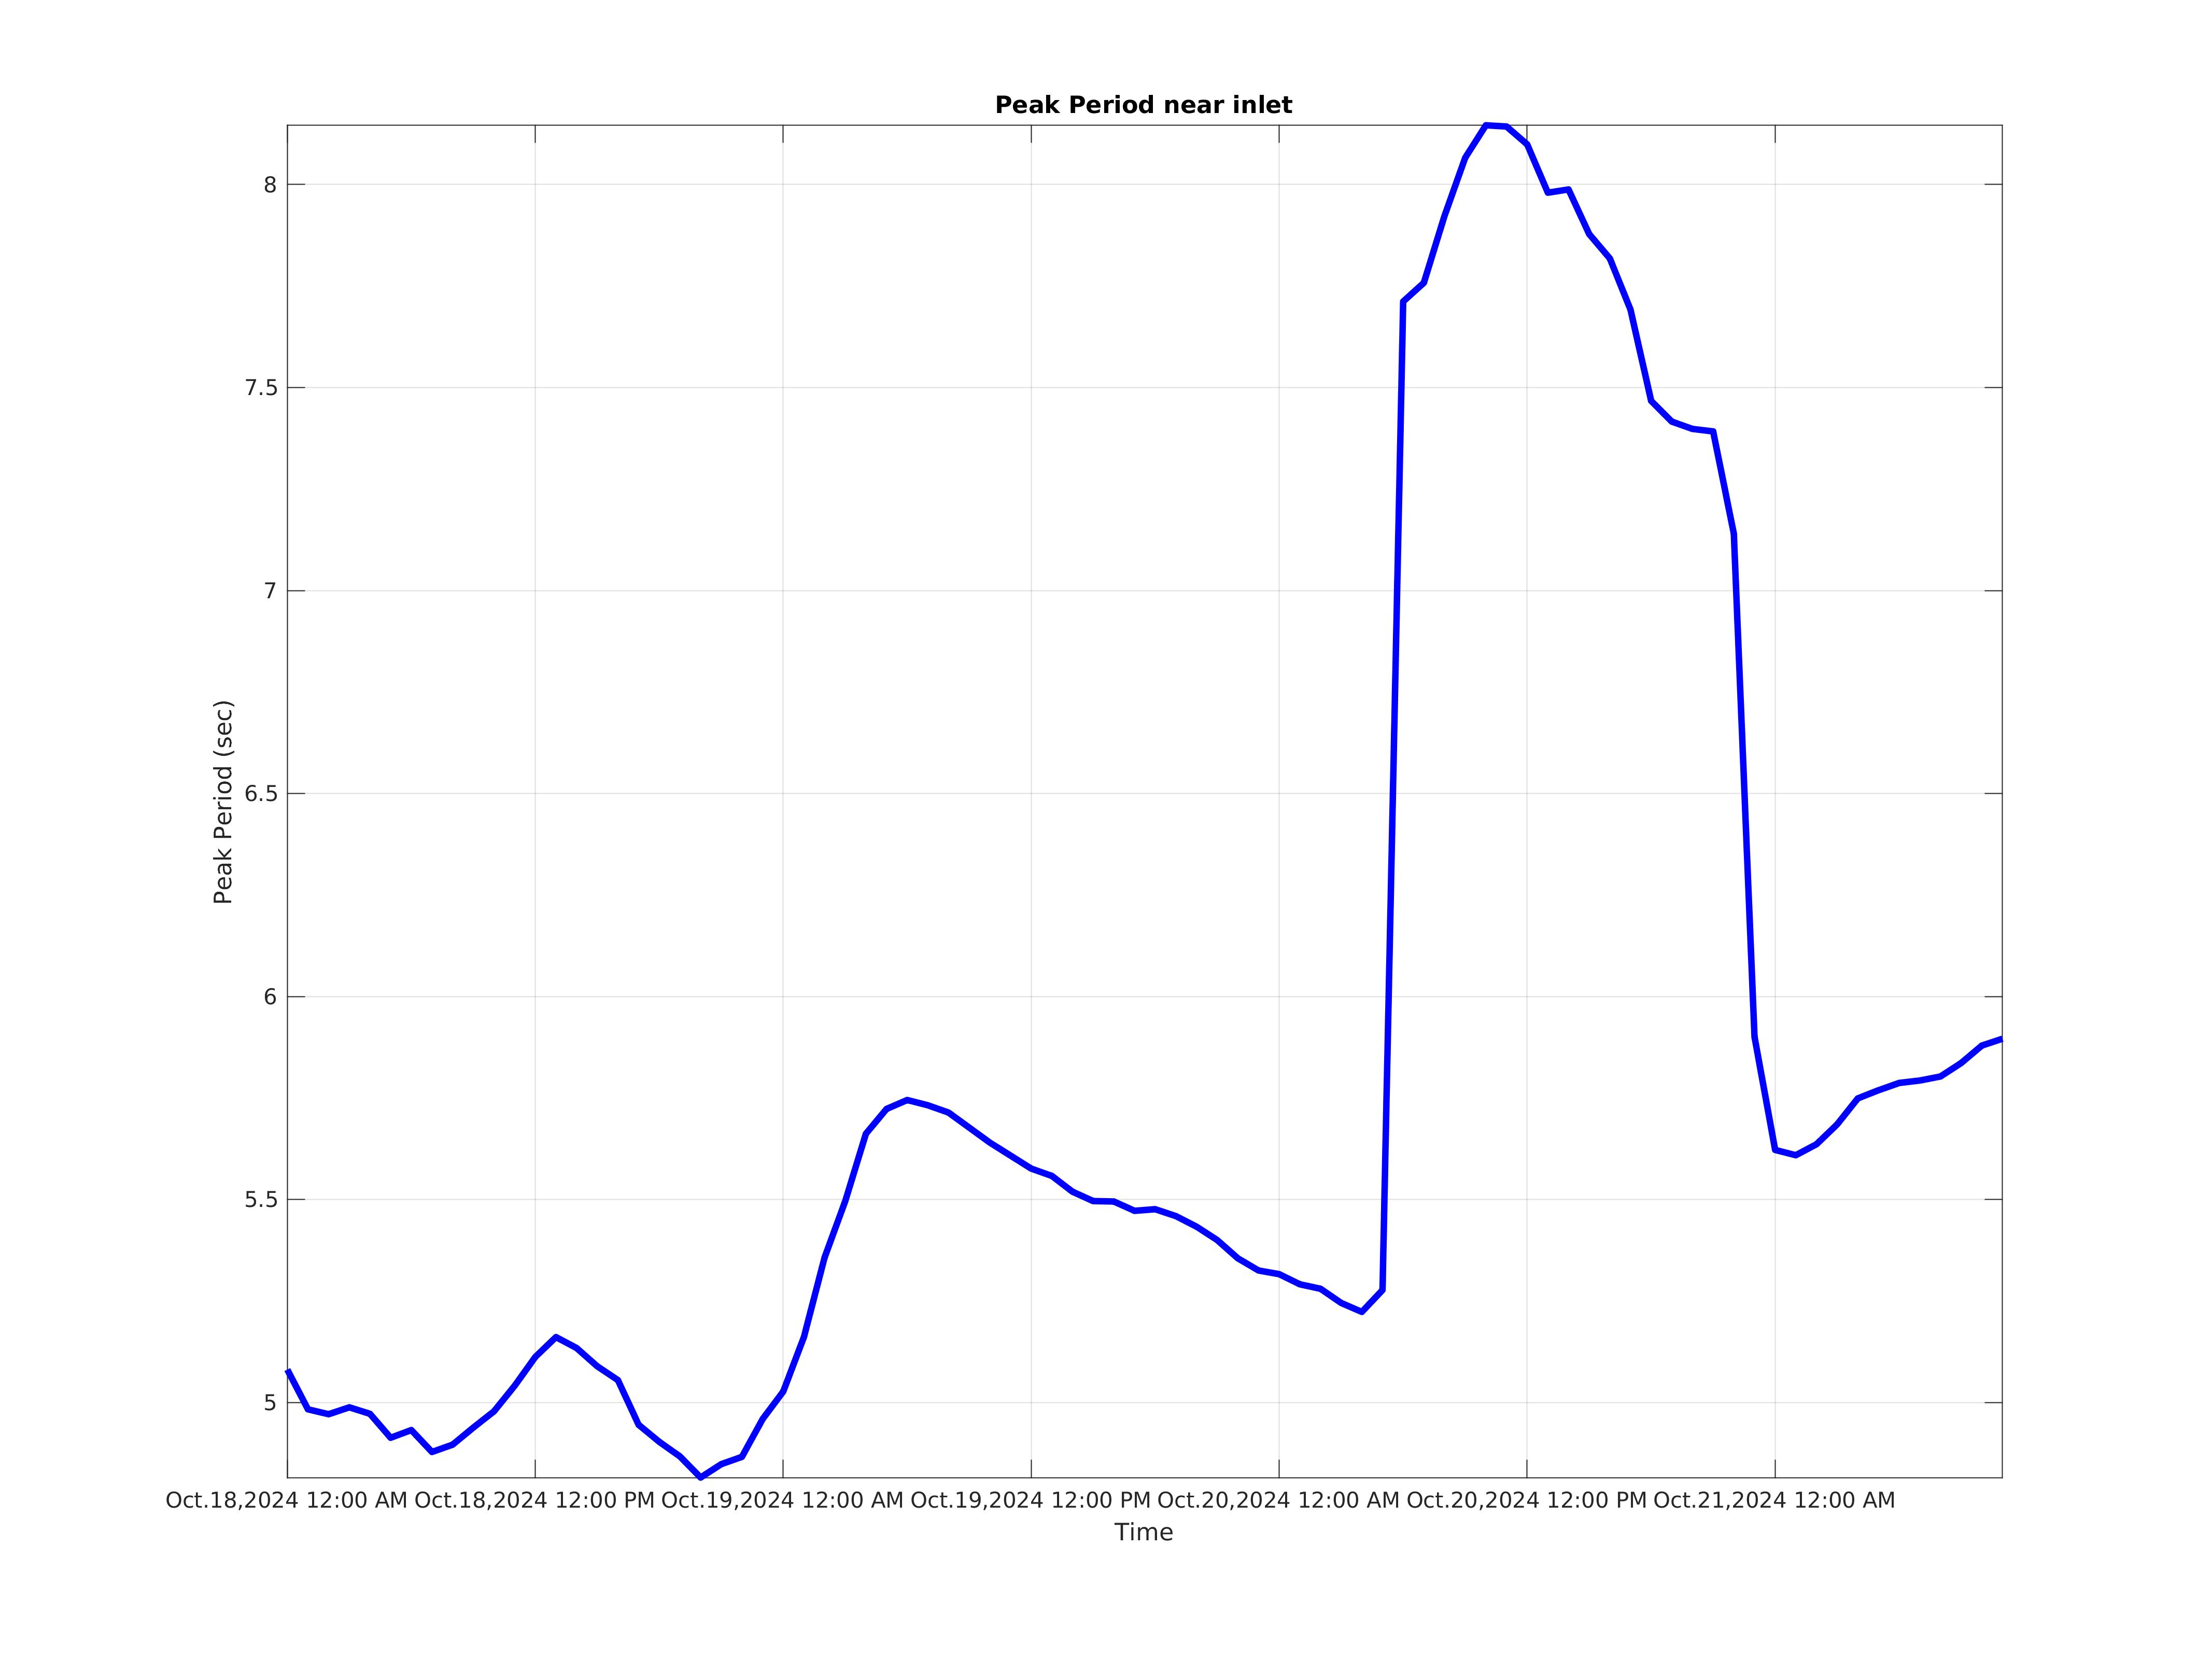 Peak Period near inlet
8
7.5
7
6.5
6
5.5
5
Peak Period (sec)
Oct.18,2024 12:00 AM Oct.18,2024 12:00 PM Oct.19,2024 12:00 AM Oct.19,2024 12:00 PM Oct.20,2024 12:00 AM Oct.20,2024 12:00 PM Oct.21,2024 12:00 AM
Time